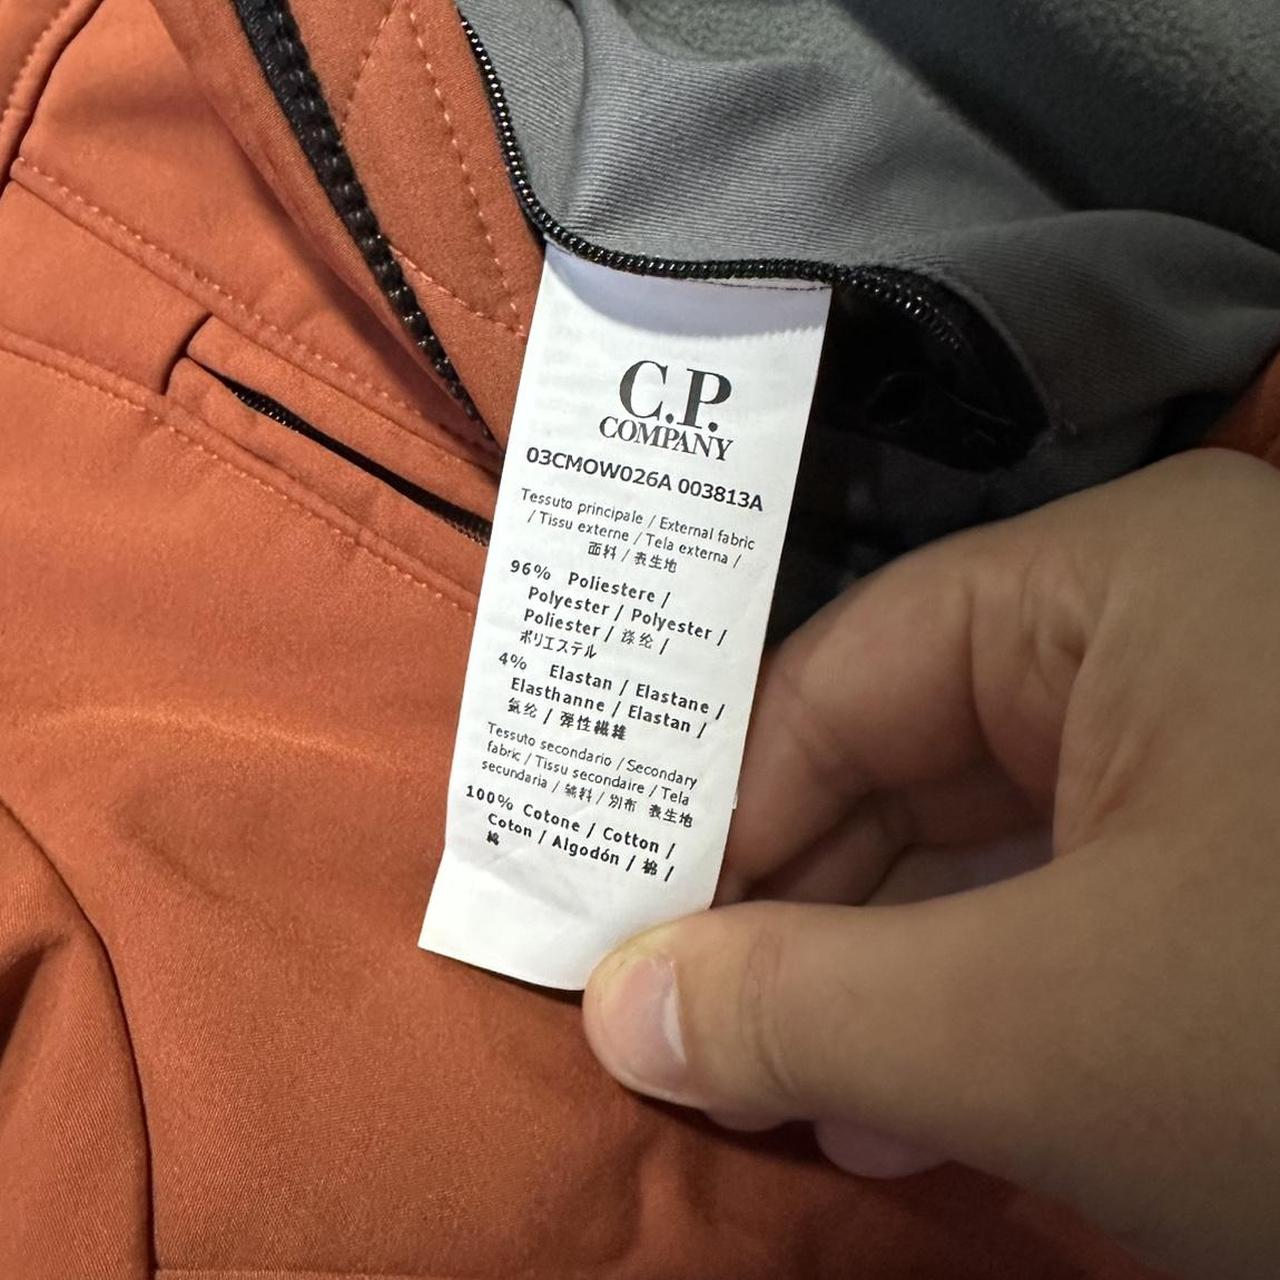 C.P.
COMPANY
03CMOW026A 003813A
Tessuto principale / External fabric
/ Tissu externe / Tela externa /
面料 / 表生地
96% Poliestere /
Polyester / Polyester /
Poliester / 涤纶 /
ポリエステル
4% Elastan / Elastane /
Elasthanne / Elastan /
氨纶 / 弾性繊維
Tessuto secondario / Secondary
fabric / Tissu secondaire / Tela
secundaria / 辅料 / 别布 表生地
100% Cotone / Cotton /
Coton / Algodón / 棉 /
綿